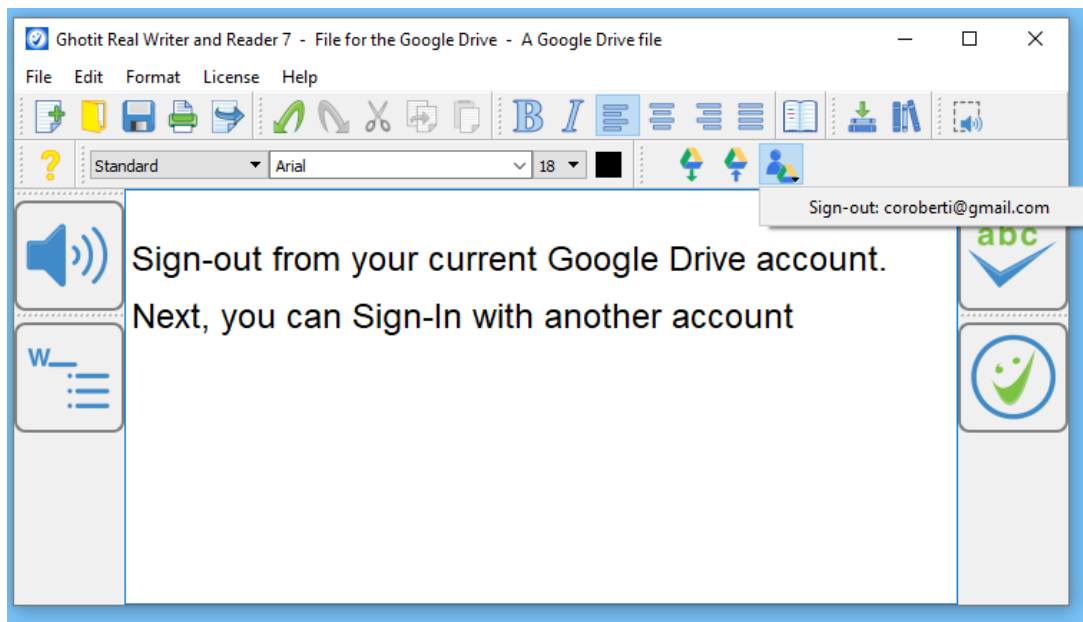 Ghotit Real Writer and Reader 7 - File for the Google Drive - A Google Drive file
File Edit Format License Help
B I
? Standard Arial 18
Sign-out: coroberti@gmail.com
abc
Sign-out from your current Google Drive account.
Next, you can Sign-In with another account
W